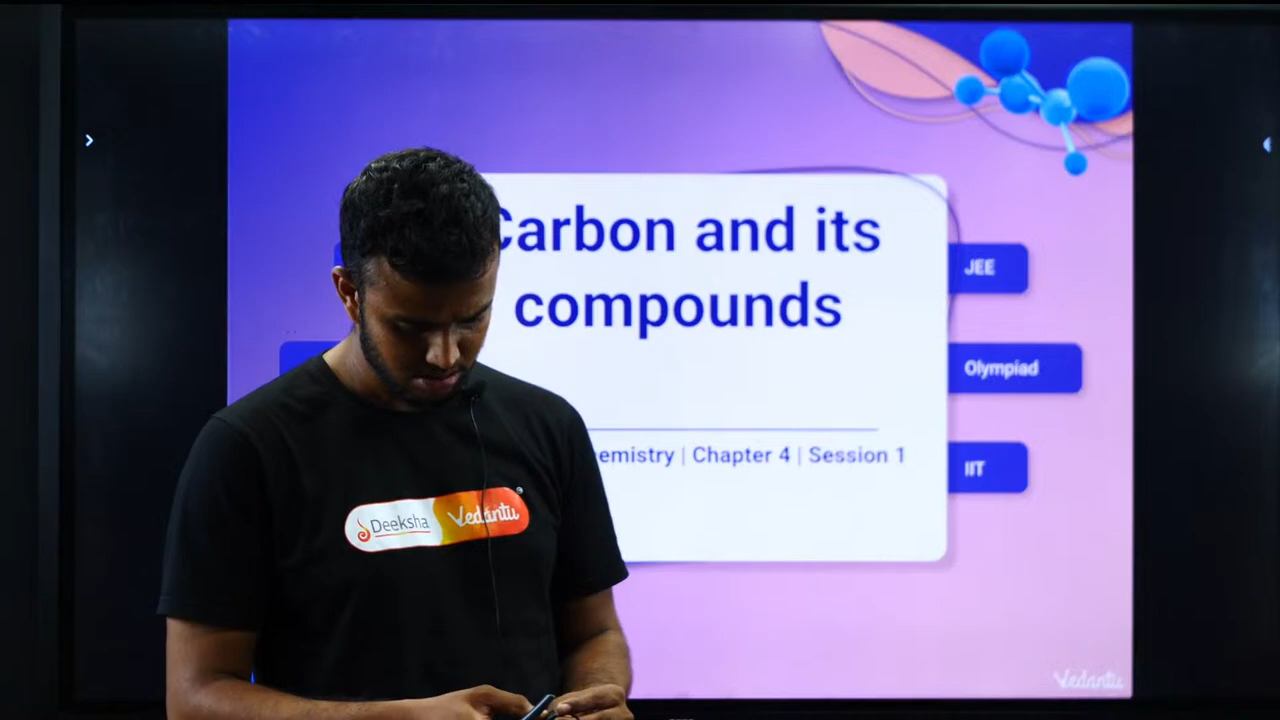 Carbon and its
compounds
JEE
Olympiad
emistry | Chapter 4 | Session 1
IIT
Deeksha
Vedantu
Vedantu